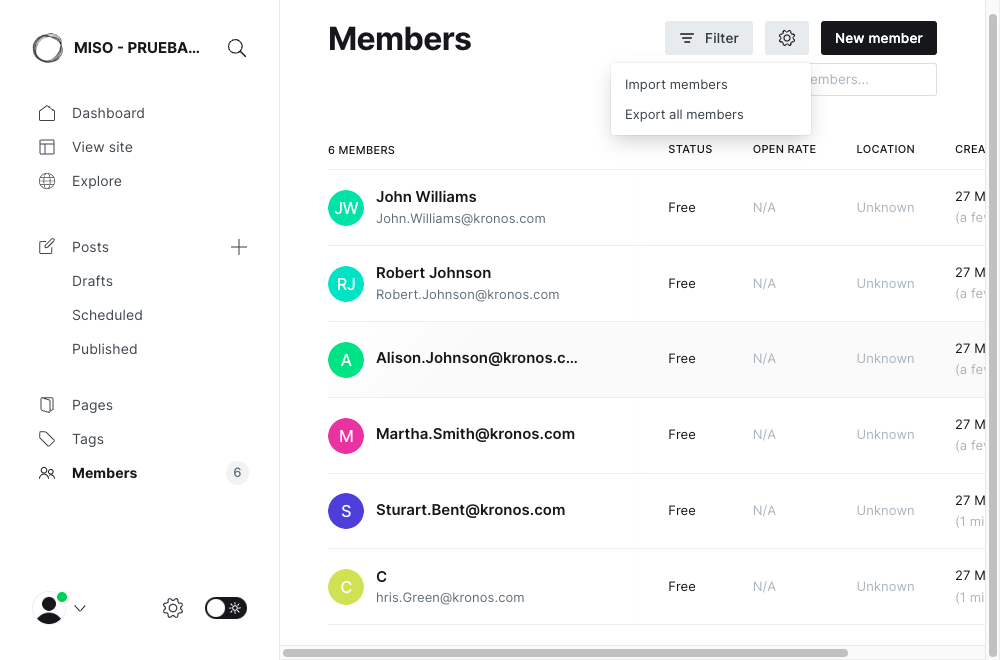 MISO - PRUEBA...
Dashboard
View site
Explore
Posts
Drafts
Scheduled
Published
Pages
Tags
Members
6
Members
Filter
New member
Import members
Export all members
embers...
6 MEMBERS
STATUS
OPEN RATE
LOCATION
CREA
JW
John Williams
John.Williams@kronos.com
Free
N/A
Unknown
27 M
(a fe
RJ
Robert Johnson
Robert.Johnson@kronos.com
Free
N/A
Unknown
27 M
(a fe
A
Alison.Johnson@kronos.c...
Free
N/A
Unknown
27 M
(a fe
M
Martha.Smith@kronos.com
Free
N/A
Unknown
27 M
(a fe
S
Sturart.Bent@kronos.com
Free
N/A
Unknown
27 M
(1 mi
C
C
hris.Green@kronos.com
Free
N/A
Unknown
27 M
(1 mi